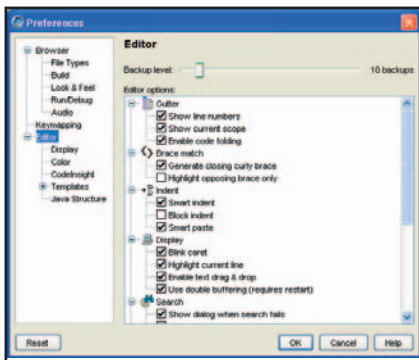 Preferences
Browser
File Types
Build
Look & Feel
Run/Debug
Audio
Keymapping
Editor
Display
Color
CodeInsight
Templates
Java Structure
Editor
Backup level:
10 backups
Editor options:
Gutter
Show line numbers
Show current scope
Enable code folding
Brace match
Generate closing curly brace
Highlight opposing brace only
Indent
Smart indent
Block indent
Smart paste
Display
Blink caret
Highlight current line
Enable text drag & drop
Use double buffering (requires restart)
Search
Show dialog when search fails
Reset
OK
Cancel
Help